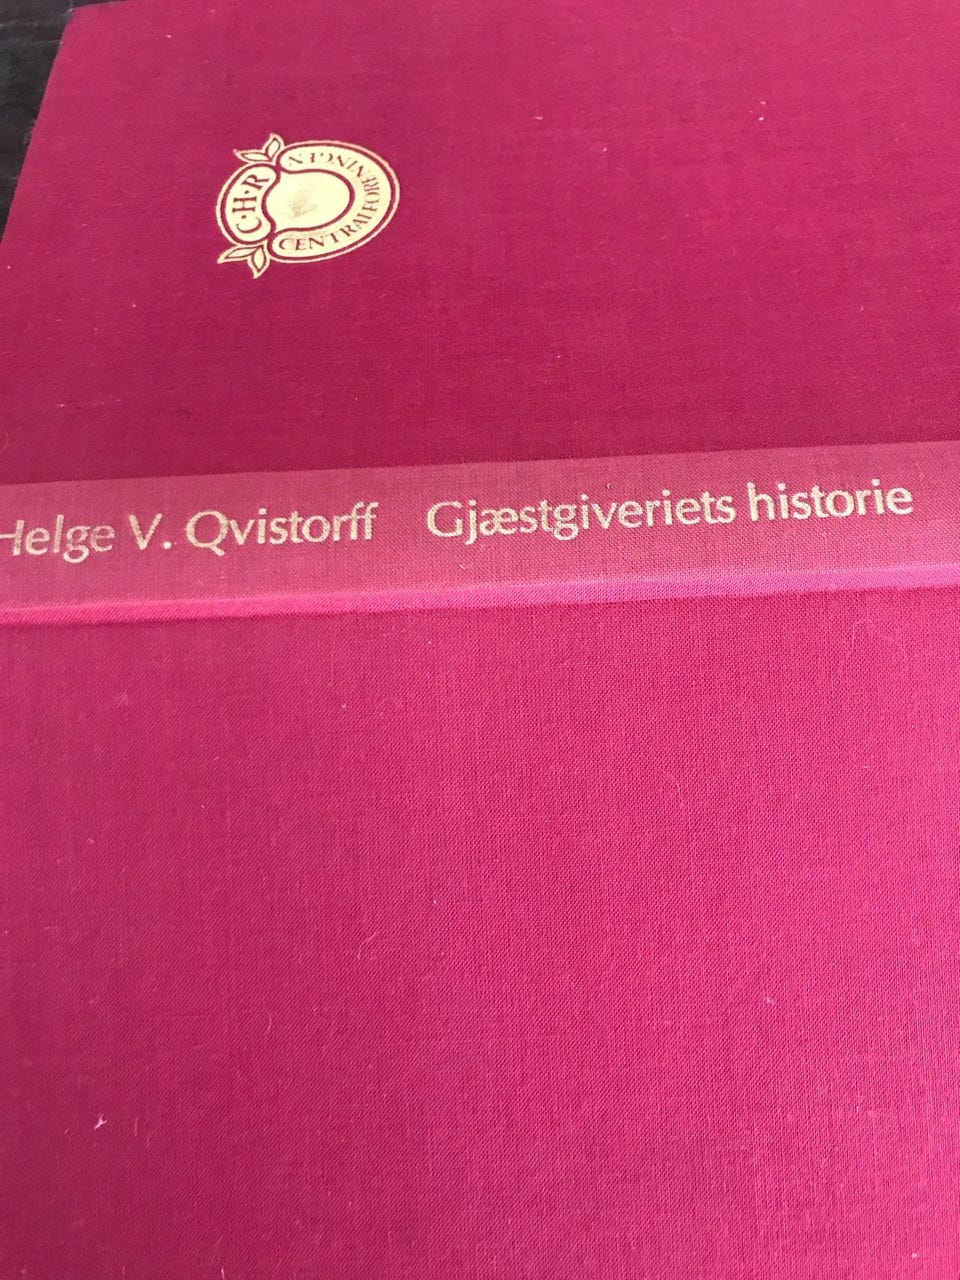 C·H·R
CENTRALFORENINGEN
Helge V. Qvistorff Gjæstgiveriets historie